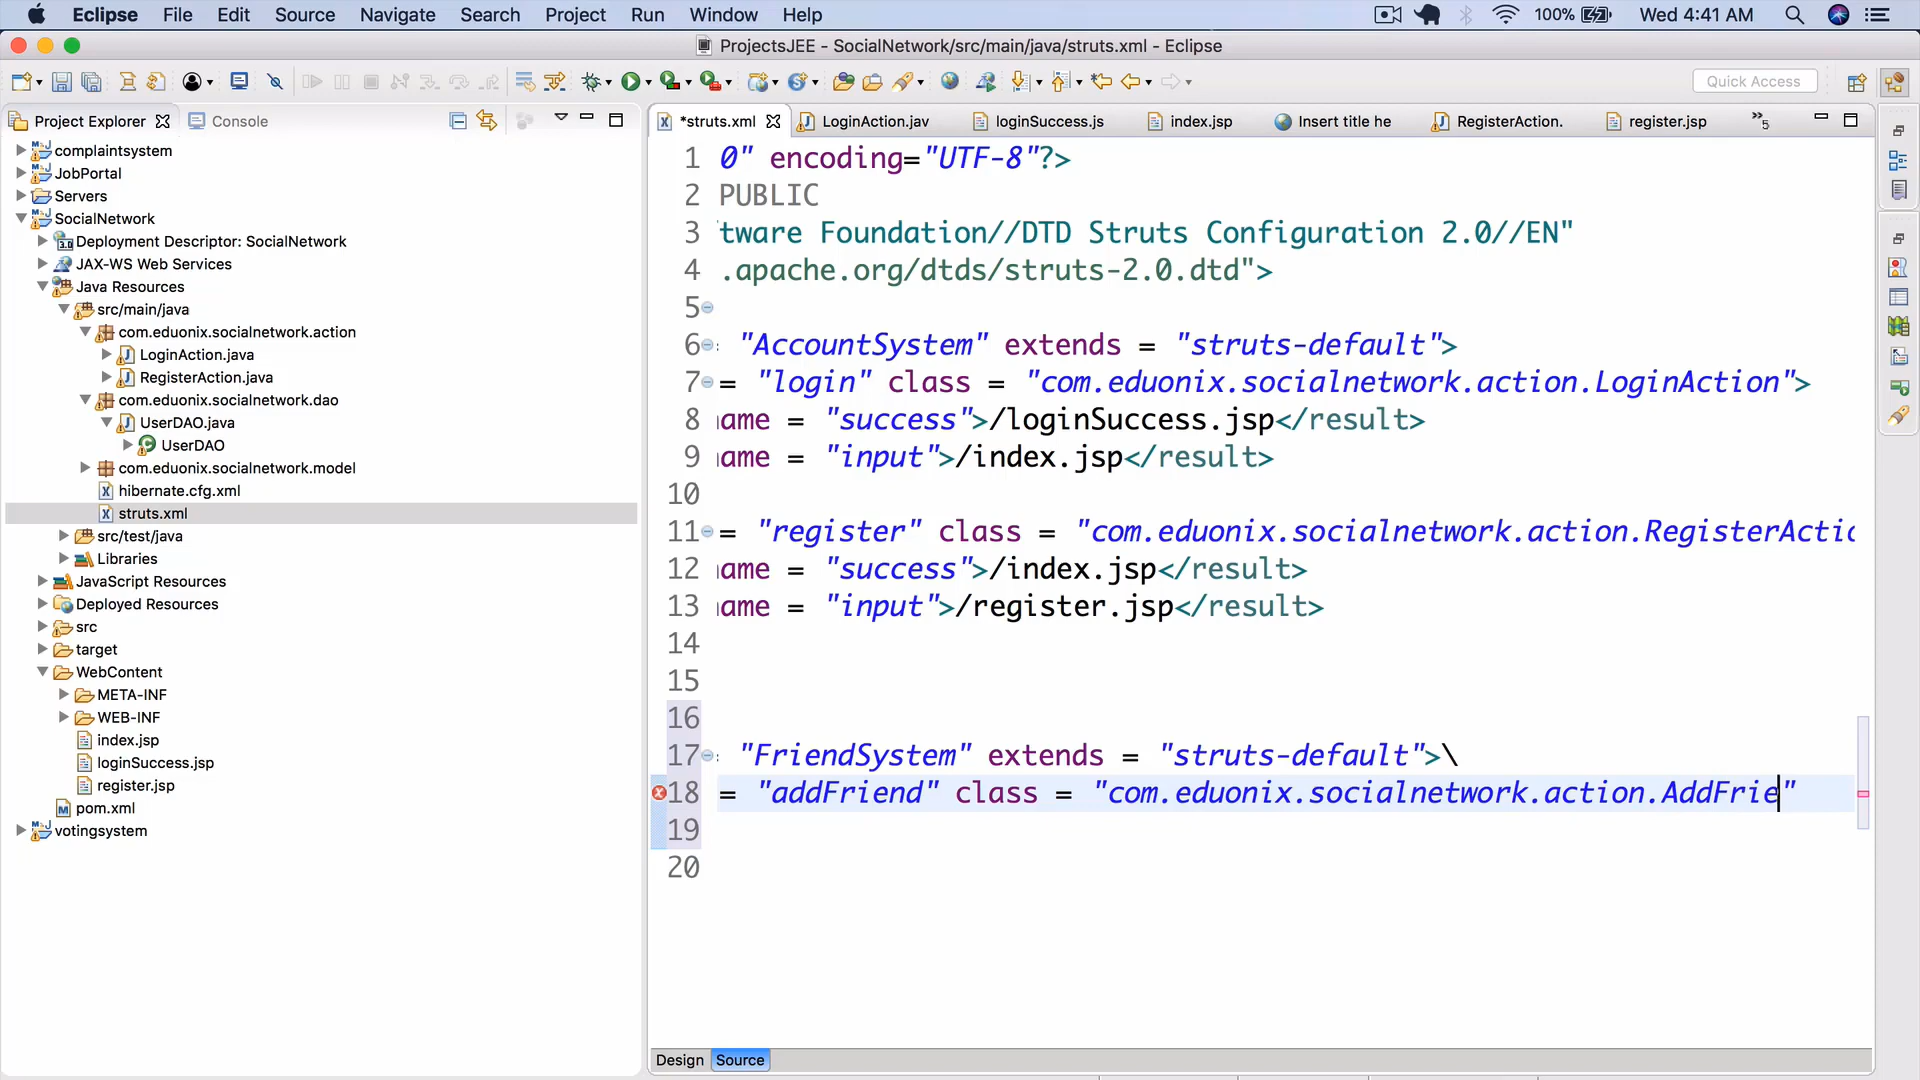 Eclipse File Edit Source Navigate Search Project Run Window Help 100% Wed 4:41 AM
ProjectsJEE - SocialNetwork/src/main/java/struts.xml - Eclipse
Quick Access
Project Explorer Console
complaintsystem
JobPortal
Servers
SocialNetwork
Deployment Descriptor: SocialNetwork
JAX-WS Web Services
Java Resources
src/main/java
com.eduonix.socialnetwork.action
LoginAction.java
RegisterAction.java
com.eduonix.socialnetwork.dao
UserDAO.java
UserDAO
com.eduonix.socialnetwork.model
hibernate.cfg.xml
struts.xml
src/test/java
Libraries
JavaScript Resources
Deployed Resources
src
target
WebContent
META-INF
WEB-INF
index.jsp
loginSuccess.jsp
register.jsp
pom.xml
votingsystem
*struts.xml LoginAction.jav loginSuccess.js index.jsp Insert title he RegisterAction. register.jsp »5
1 0" encoding="UTF-8"?>
2 PUBLIC
3 tware Foundation//DTD Struts Configuration 2.0//EN"
4 .apache.org/dtds/struts-2.0.dtd">
5
6 "AccountSystem" extends = "struts-default">
7 = "login" class = "com.eduonix.socialnetwork.action.LoginAction">
8 ame = "success">/loginSuccess.jsp</result>
9 ame = "input">/index.jsp</result>
10
11 = "register" class = "com.eduonix.socialnetwork.action.RegisterActio
12 ame = "success">/index.jsp</result>
13 ame = "input">/register.jsp</result>
14
15
16
17 "FriendSystem" extends = "struts-default">\
18 = "addFriend" class = "com.eduonix.socialnetwork.action.AddFrie"
19
20
Design Source